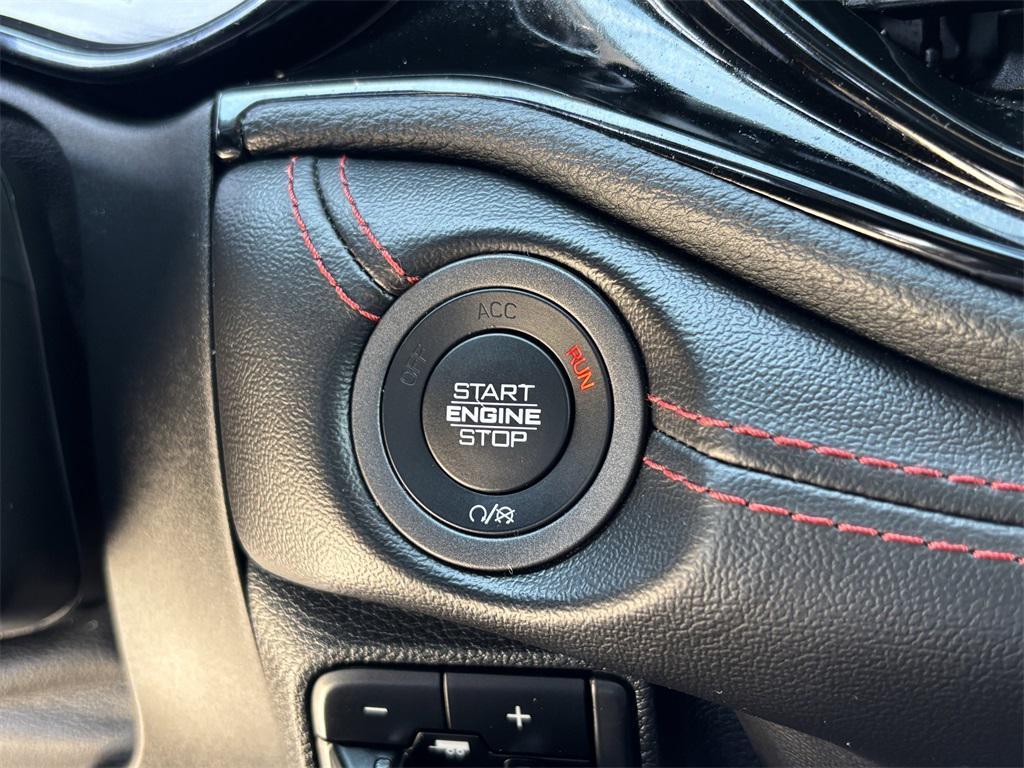 ACC
OFF
RUN
START
ENGINE
STOP
- +